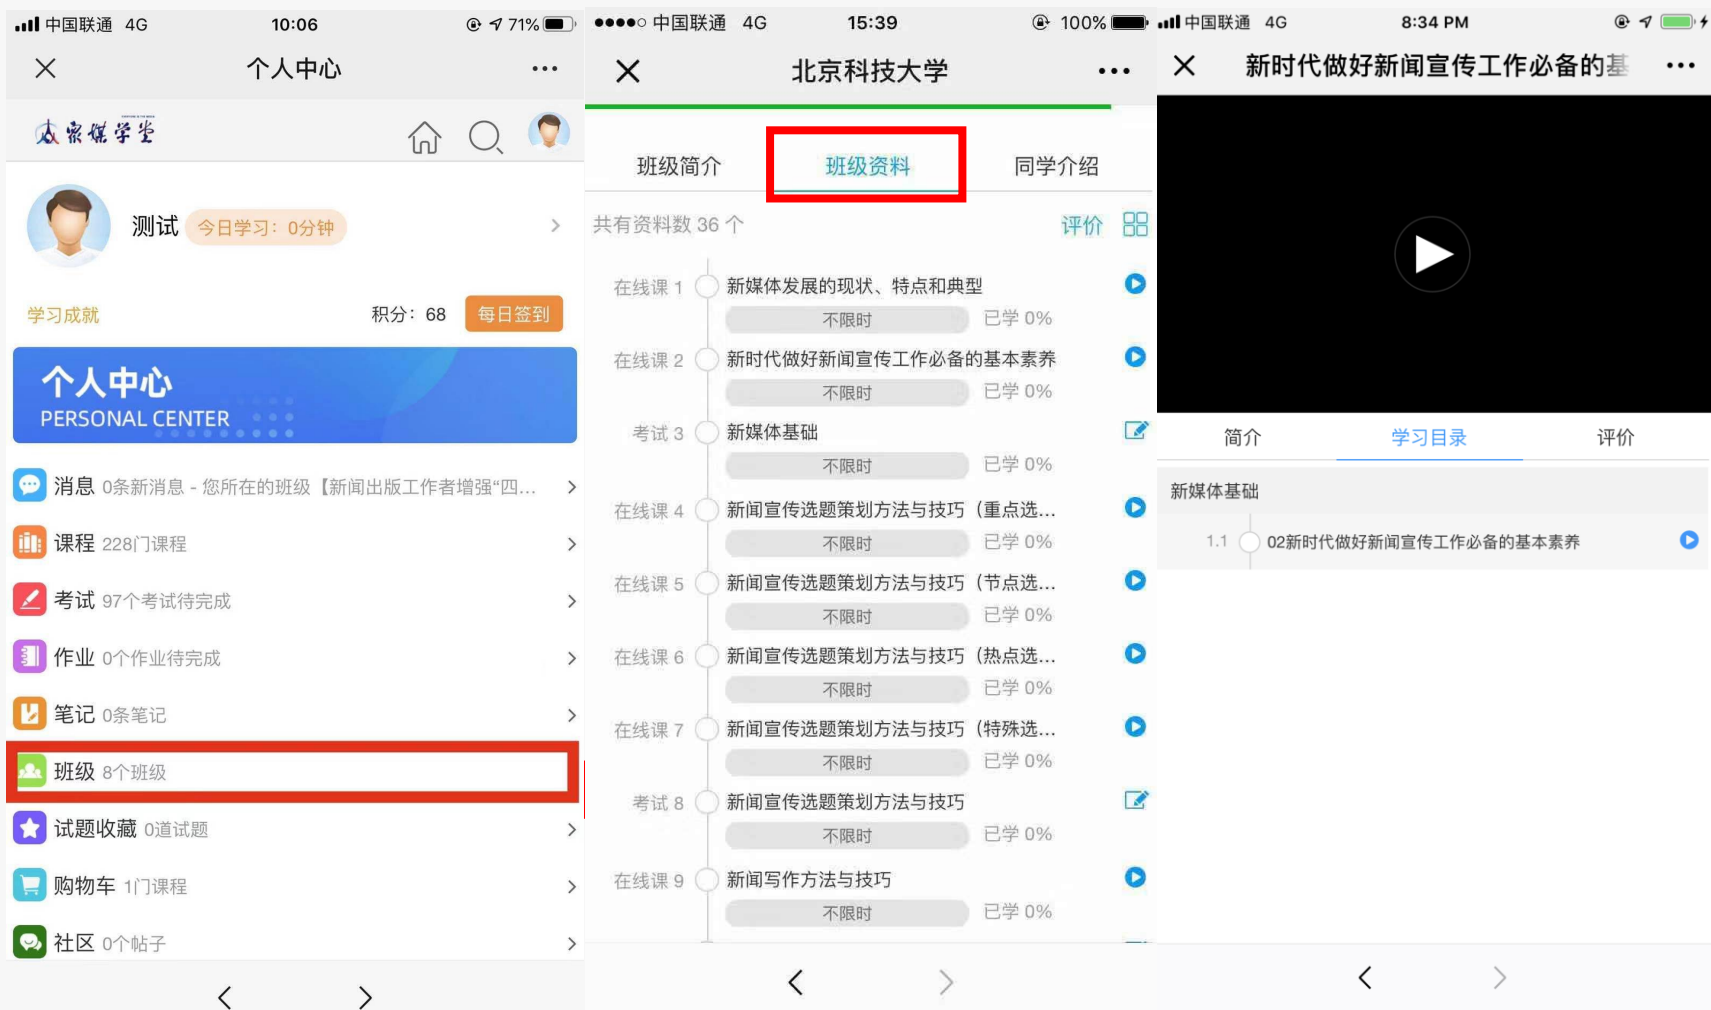 中国联通 4G 10:06 71%
个人中心
众媒学堂
测试 今日学习：0分钟
学习成就 积分：68 每日签到
个人中心
PERSONAL CENTER
消息 0条新消息 - 您所在的班级【新闻出版工作者增强“四...
课程 228门课程
考试 97个考试待完成
作业 0个作业待完成
笔记 0条笔记
班级 8个班级
试题收藏 0道试题
购物车 1门课程
社区 0个帖子
中国联通 4G 15:39 100%
北京科技大学
班级简介 班级资料 同学介绍
共有资料数 36 个 评价
在线课 1 新媒体发展的现状、特点和典型
不限时 已学 0%
在线课 2 新时代做好新闻宣传工作必备的基本素养
不限时 已学 0%
考试 3 新媒体基础
不限时 已学 0%
在线课 4 新闻宣传选题策划方法与技巧（重点选...
不限时 已学 0%
在线课 5 新闻宣传选题策划方法与技巧（节点选...
不限时 已学 0%
在线课 6 新闻宣传选题策划方法与技巧（热点选...
不限时 已学 0%
在线课 7 新闻宣传选题策划方法与技巧（特殊选...
不限时 已学 0%
考试 8 新闻宣传选题策划方法与技巧
不限时 已学 0%
在线课 9 新闻写作方法与技巧
不限时 已学 0%
中国联通 4G 8:34 PM
新时代做好新闻宣传工作必备的基
简介 学习目录 评价
新媒体基础
1.1 02新时代做好新闻宣传工作必备的基本素养